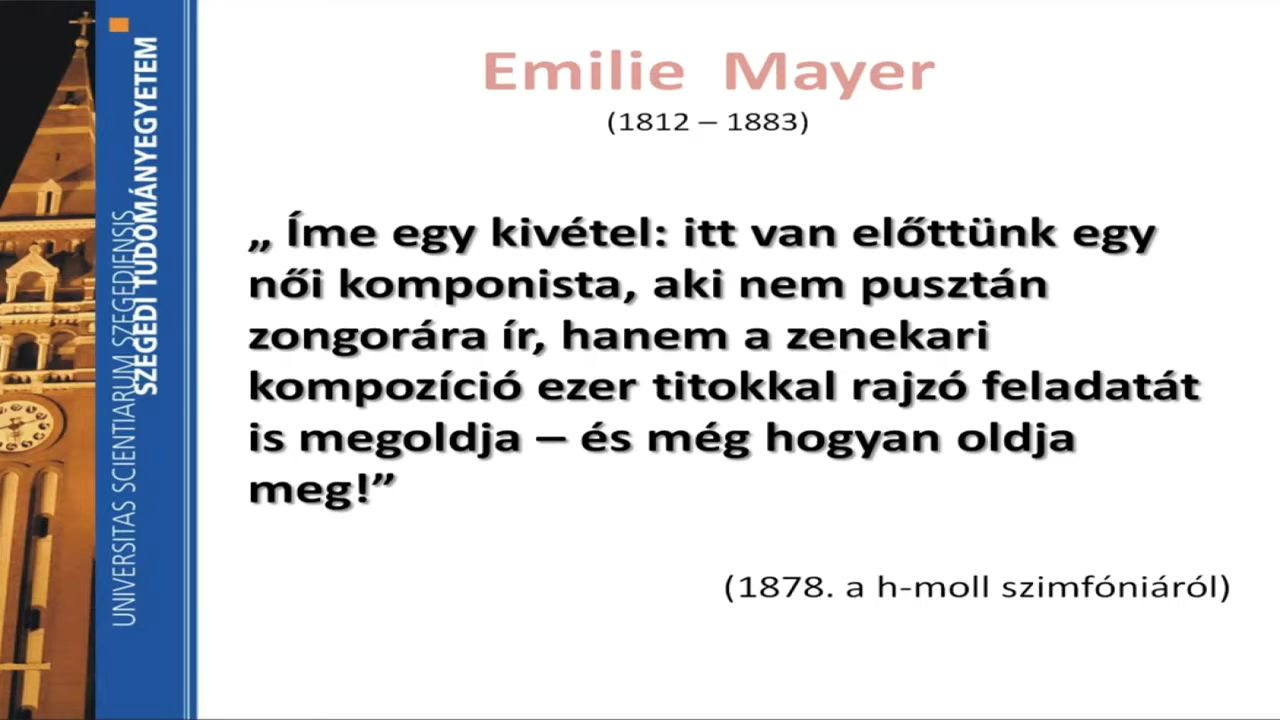 UNIVERSITAS SCIENTIARUM SZEGEDIENSIS
SZEGEDI TUDOMÁNYEGYETEM
Emilie Mayer
(1812 – 1883)
„ Íme egy kivétel: itt van előttünk egy
női komponista, aki nem pusztán
zongorára ír, hanem a zenekari
kompozíció ezer titokkal rajzó feladatát
is megoldja – és még hogyan oldja
meg!”
(1878. a h-moll szimfóniáról)